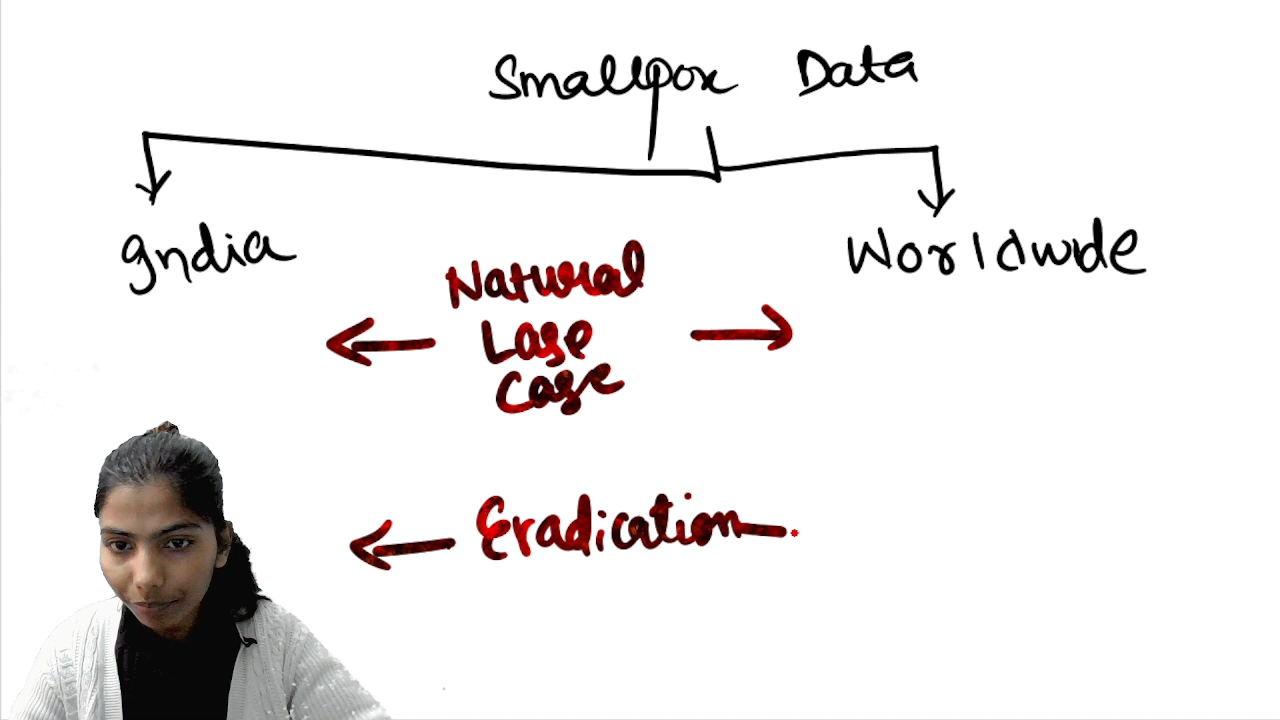 Smallpox Data
India
Worldwide
Natural
Lase
Case
Eradication